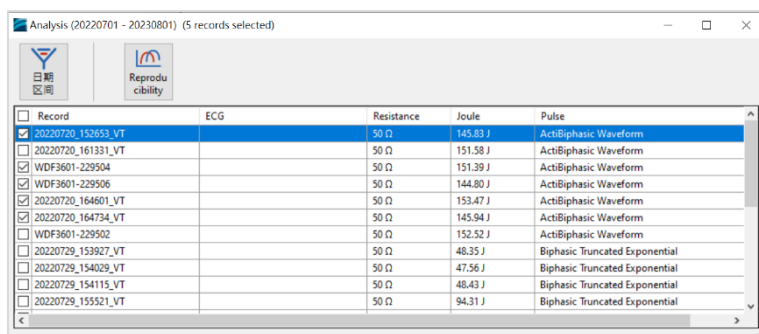 Analysis (20220701 - 20230801) (5 records selected)
日期
区间
Reprodu
cibility
Record ECG Resistance Joule Pulse
20220720_152653_VT 50 Ω 145.83 J ActiBiphasic Waveform
20220720_161331_VT 50 Ω 151.58 J ActiBiphasic Waveform
WDF3601-229504 50 Ω 151.39 J ActiBiphasic Waveform
WDF3601-229506 50 Ω 144.80 J ActiBiphasic Waveform
20220720_164601_VT 50 Ω 153.47 J ActiBiphasic Waveform
20220720_164734_VT 50 Ω 145.94 J ActiBiphasic Waveform
WDF3601-229502 50 Ω 152.52 J ActiBiphasic Waveform
20220729_153927_VT 50 Ω 48.35 J Biphasic Truncated Exponential
20220729_154029_VT 50 Ω 47.56 J Biphasic Truncated Exponential
20220729_154115_VT 50 Ω 48.43 J Biphasic Truncated Exponential
20220729_155521_VT 50 Ω 94.31 J Biphasic Truncated Exponential